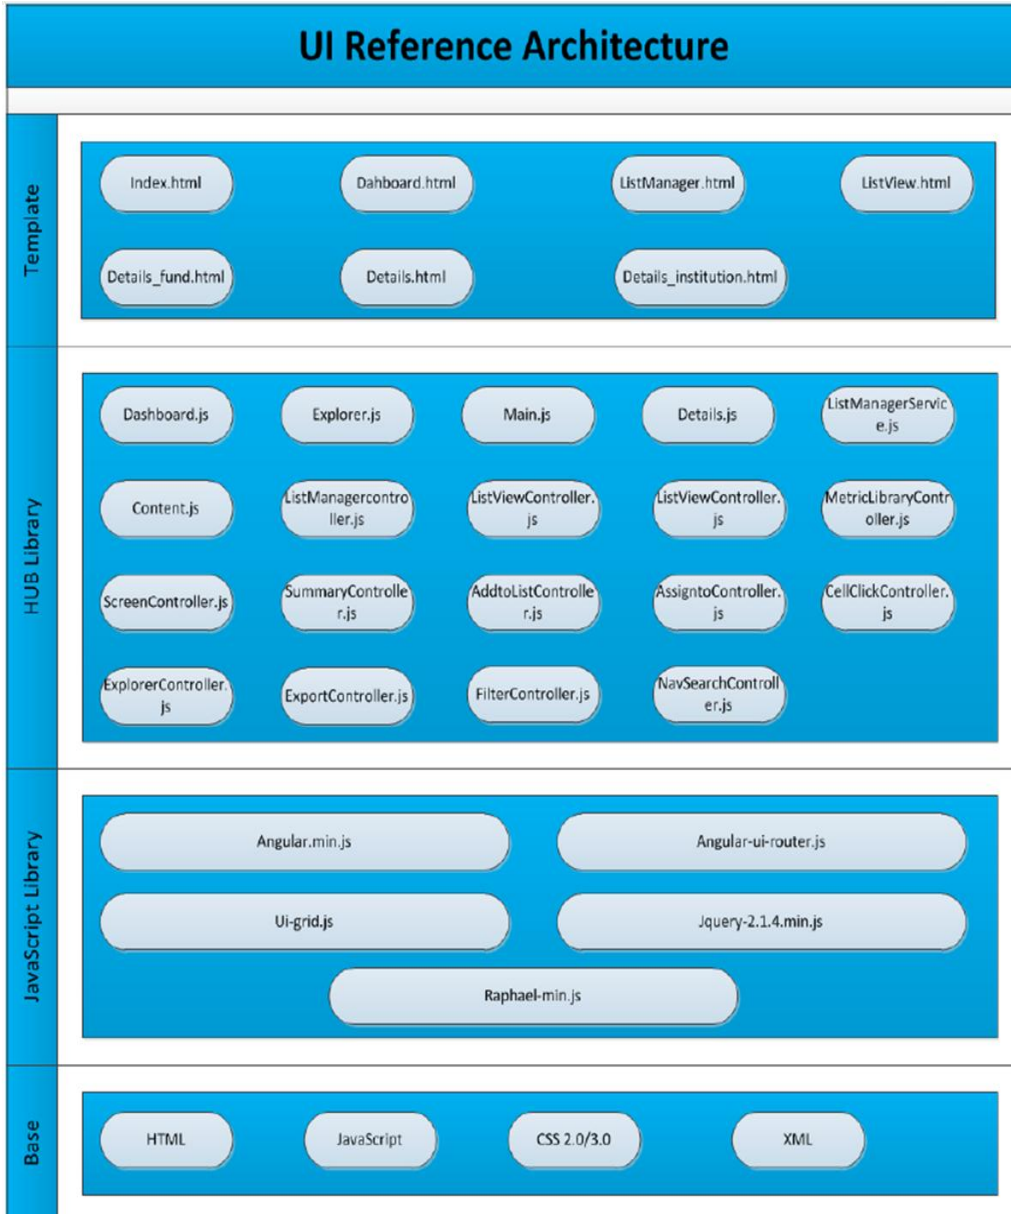 UI Reference Architecture
Template
Index.html
Dahboard.html
ListManager.html
ListView.html
Details_fund.html
Details.html
Details_institution.html
HUB Library
Dashboard.js
Explorer.js
Main.js
Details.js
ListManagerServic
e.js
Content.js
ListManagercontro
ller.js
ListViewController.
js
ListViewController.
js
MetricLibraryContr
oller.js
ScreenController.js
SummaryControlle
r.js
AddtoListControlle
r.js
AssigntoController.
js
CellClickController.
js
ExplorerController.
js
ExportController.js
FilterController.js
NavSearchControll
er.js
JavaScript Library
Angular.min.js
Angular-ui-router.js
Ui-grid.js
Jquery-2.1.4.min.js
Raphael-min.js
Base
HTML
JavaScript
CSS 2.0/3.0
XML